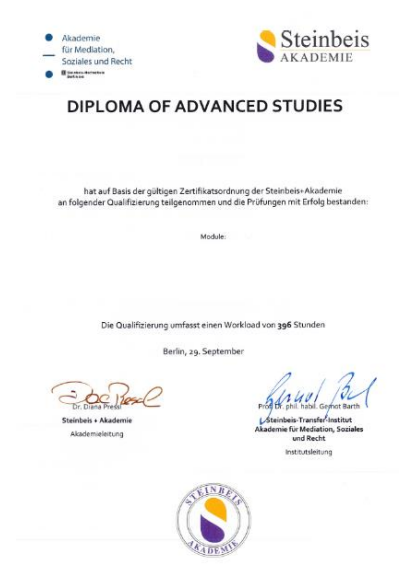 Akademie
für Mediation,
Soziales und Recht
Steinbeis
AKADEMIE
DIPLOMA OF ADVANCED STUDIES
hat auf Basis der gültigen Zertifikatsordnung der Steinbeis+Akademie
an folgender Qualifizierung teilgenommen und die Prüfungen mit Erfolg bestanden:
Module:
Die Qualifizierung umfasst einen Workload von 396 Stunden
Berlin, 29. September
Dr. Diana Pressl
Steinbeis + Akademie
Akademieleitung
Prof. Dr. phil. habil. Gernot Barth
Steinbeis-Transfer-Institut
Akademie für Mediation, Soziales
und Recht
Institutsleitung
STEINBEIS
AKADEMIE